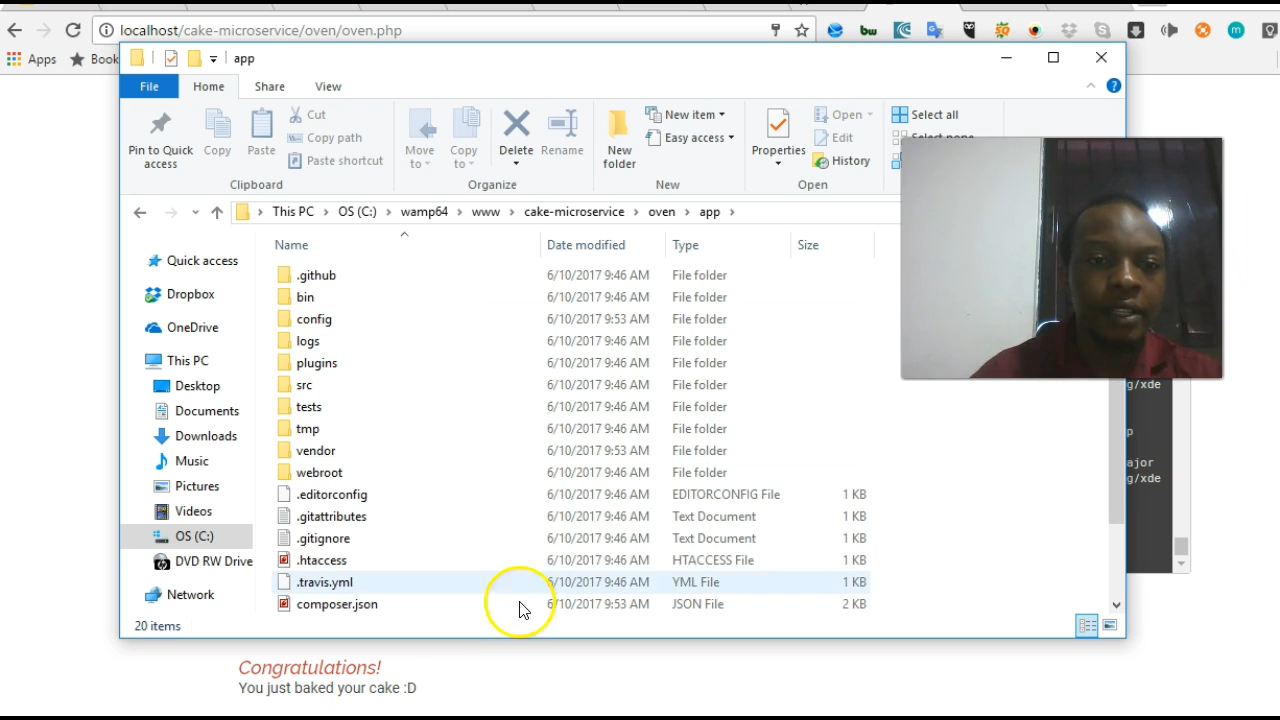 localhost/cake-microservice/oven/oven.php
Apps
Book
app
File
Home
Share
View
Pin to Quick access
Copy
Paste
Cut
Copy path
Paste shortcut
Clipboard
Move to
Copy to
Delete
Rename
Organize
New folder
New item
Easy access
New
Properties
Open
Edit
History
Open
Select all
Select none
This PC > OS (C:) > wamp64 > www > cake-microservice > oven > app >
Name Date modified Type Size
Quick access
Dropbox
OneDrive
This PC
Desktop
Documents
Downloads
Music
Pictures
Videos
OS (C:)
DVD RW Drive
Network
.github 6/10/2017 9:46 AM File folder
bin 6/10/2017 9:46 AM File folder
config 6/10/2017 9:53 AM File folder
logs 6/10/2017 9:46 AM File folder
plugins 6/10/2017 9:46 AM File folder
src 6/10/2017 9:46 AM File folder
tests 6/10/2017 9:46 AM File folder
tmp 6/10/2017 9:46 AM File folder
vendor 6/10/2017 9:53 AM File folder
webroot 6/10/2017 9:46 AM File folder
.editorconfig 6/10/2017 9:46 AM EDITORCONFIG File 1 KB
.gitattributes 6/10/2017 9:46 AM Text Document 1 KB
.gitignore 6/10/2017 9:46 AM Text Document 1 KB
.htaccess 6/10/2017 9:46 AM HTACCESS File 1 KB
.travis.yml 6/10/2017 9:46 AM YML File 1 KB
composer.json 6/10/2017 9:53 AM JSON File 2 KB
20 items
g/xde
p
ajor
g/xde
Congratulations!
You just baked your cake :D